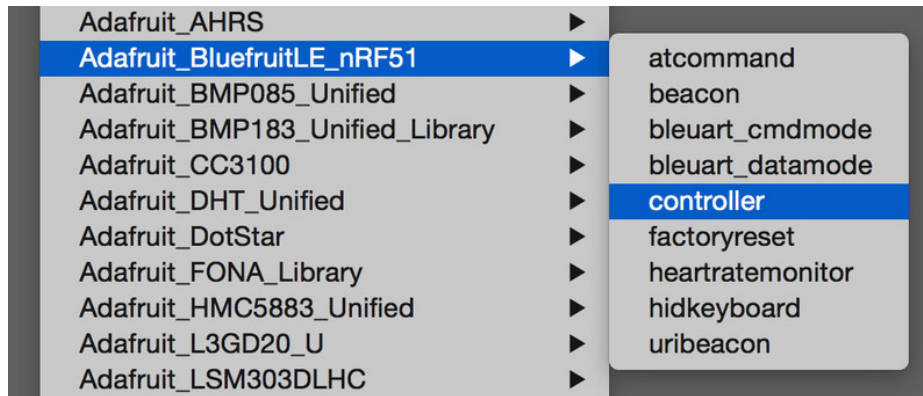 Adafruit_AHRS
Adafruit_BluefruitLE_nRF51
Adafruit_BMP085_Unified
Adafruit_BMP183_Unified_Library
Adafruit_CC3100
Adafruit_DHT_Unified
Adafruit_DotStar
Adafruit_FONA_Library
Adafruit_HMC5883_Unified
Adafruit_L3GD20_U
Adafruit_LSM303DLHC
atcommand
beacon
bleuart_cmdmode
bleuart_datamode
controller
factoryreset
heartratemonitor
hidkeyboard
uribeacon